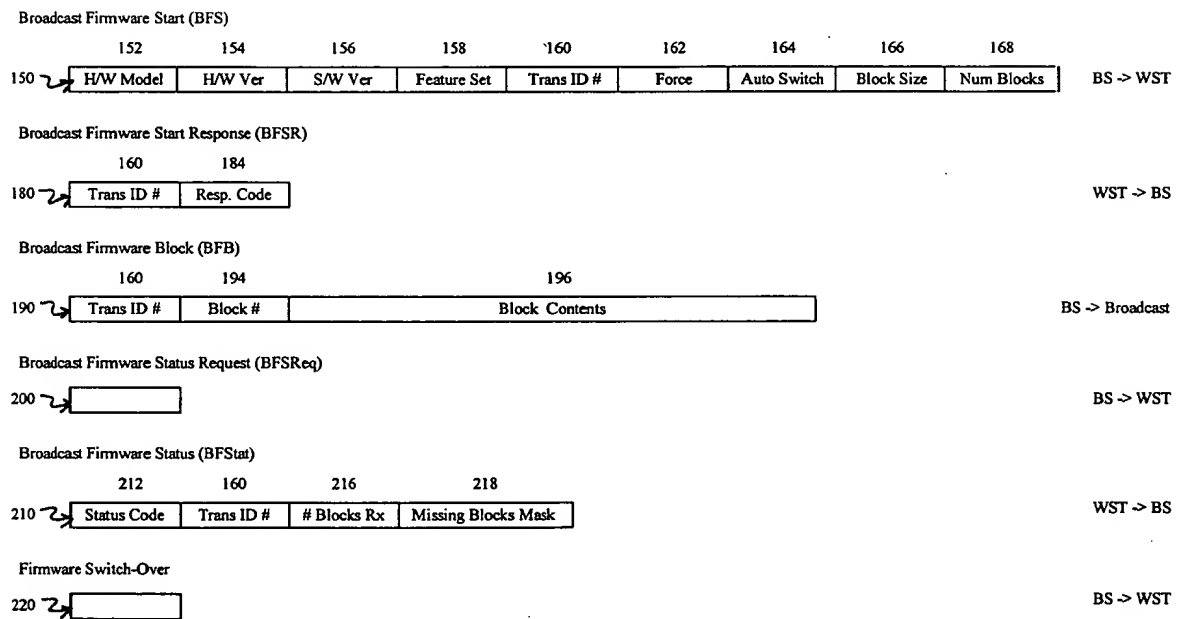 Broadcast Firmware Start (BFS)
152 154 156 158 160 162 164 166 168
150 H/W Model H/W Ver S/W Ver Feature Set Trans ID # Force Auto Switch Block Size Num Blocks BS -> WST
Broadcast Firmware Start Response (BFSR)
160 184
180 Trans ID # Resp. Code WST -> BS
Broadcast Firmware Block (BFB)
160 194 196
190 Trans ID # Block # Block Contents BS -> Broadcast
Broadcast Firmware Status Request (BFSReq)
200 BS -> WST
Broadcast Firmware Status (BFStat)
212 160 216 218
210 Status Code Trans ID # # Blocks Rx Missing Blocks Mask WST -> BS
Firmware Switch-Over
220 BS -> WST